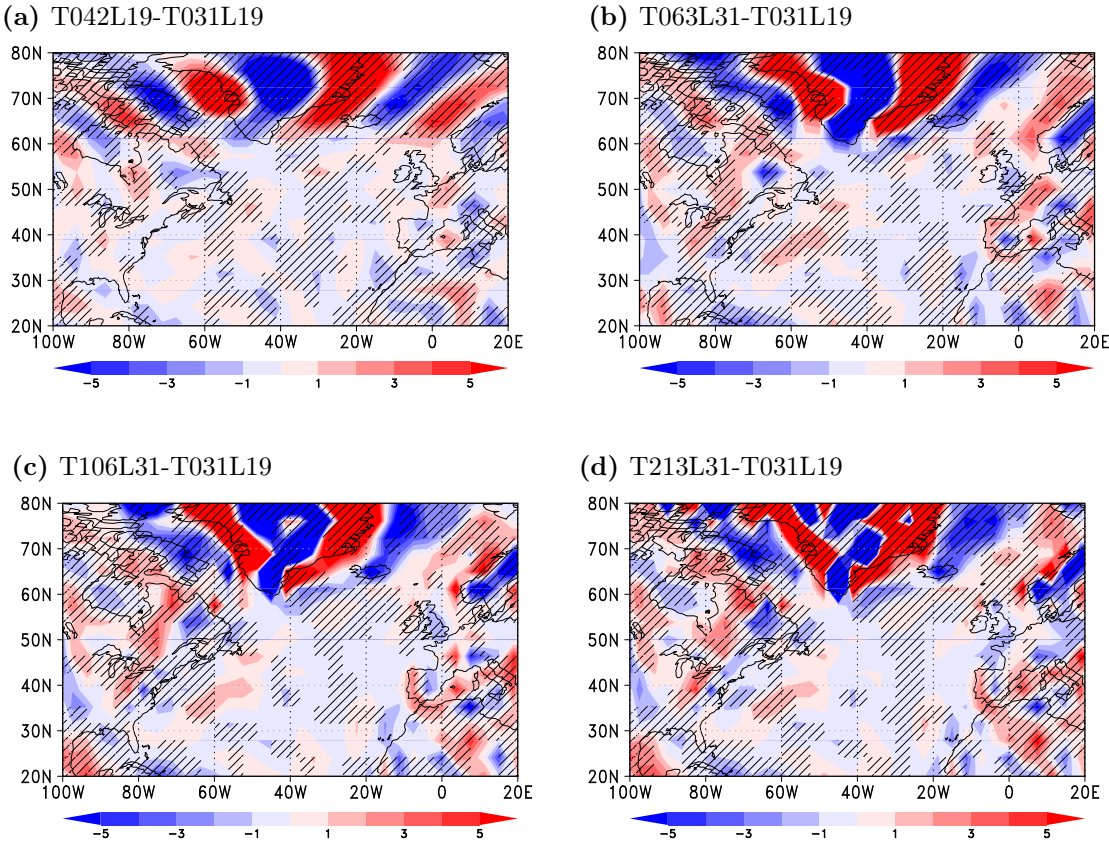 (a) T042L19-T031L19
(b) T063L31-T031L19
80N
70N
60N
50N
40N
30N
20N
100W 80W 60W 40W 20W 0 20E
-5 -3 -1 1 3 5
80N
70N
60N
50N
40N
30N
20N
100W 80W 60W 40W 20W 0 20E
-5 -3 -1 1 3 5
(c) T106L31-T031L19
(d) T213L31-T031L19
80N
70N
60N
50N
40N
30N
20N
100W 80W 60W 40W 20W 0 20E
-5 -3 -1 1 3 5
80N
70N
60N
50N
40N
30N
20N
100W 80W 60W 40W 20W 0 20E
-5 -3 -1 1 3 5